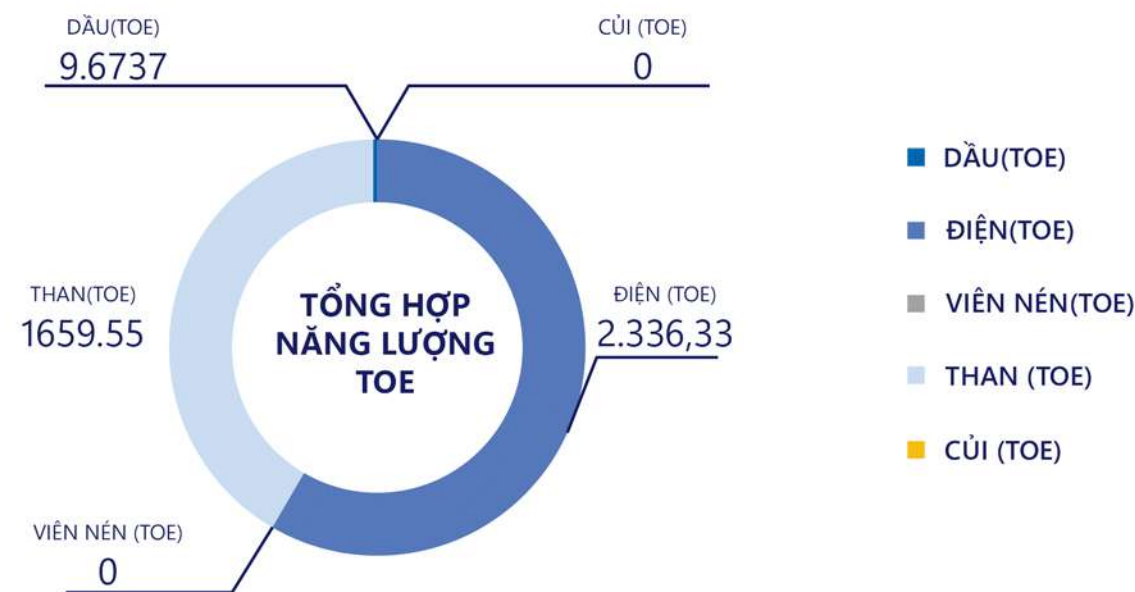 DẦU(TOE)
9.6737
CỦI (TOE)
0
THAN(TOE)
1659.55
TỔNG HỢP
NĂNG LƯỢNG
TOE
ĐIỆN (TOE)
2.336,33
VIÊN NÉN (TOE)
0
DẦU(TOE)
ĐIỆN(TOE)
VIÊN NÉN(TOE)
THAN (TOE)
CỦI (TOE)